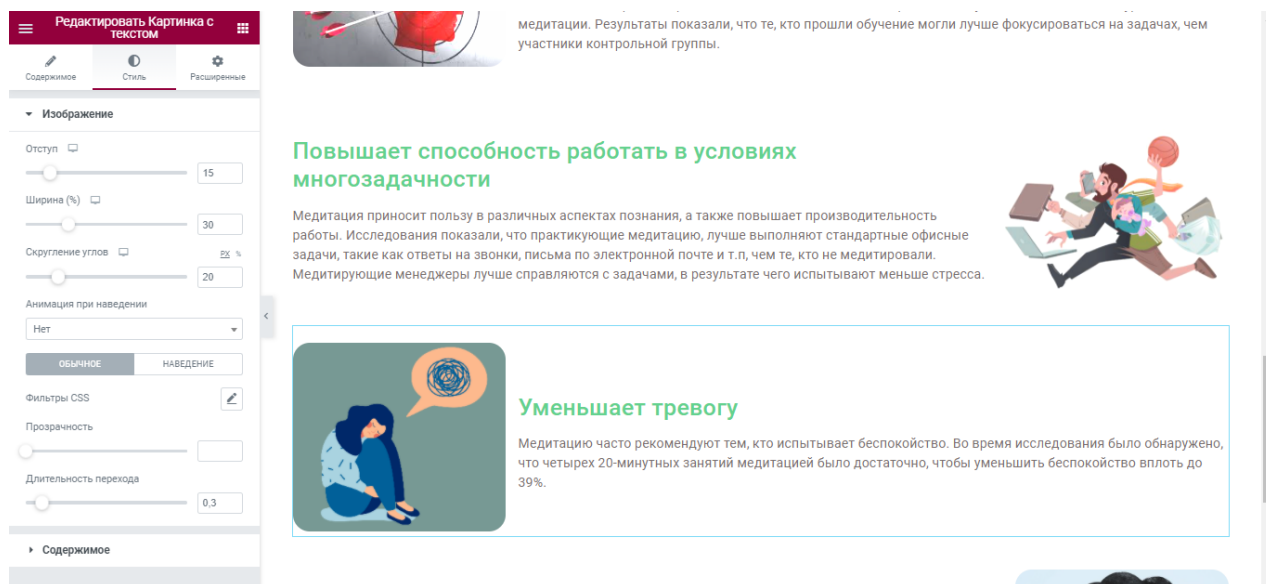 Редактировать Картинка с
текстом
Содержимое
Стиль
Расширенные
Изображение
Отступ
15
Ширина (%)
30
Скругление углов
PX %
20
Анимация при наведении
Нет
ОБЫЧНОЕ
НАВЕДЕНИЕ
Фильтры CSS
Прозрачность
Длительность перехода
0,3
Содержимое
медитации. Результаты показали, что те, кто прошли обучение могли лучше фокусироваться на задачах, чем
участники контрольной группы.
Повышает способность работать в условиях
многозадачности
Медитация приносит пользу в различных аспектах познания, а также повышает производительность
работы. Исследования показали, что практикующие медитацию, лучше выполняют стандартные офисные
задачи, такие как ответы на звонки, письма по электронной почте и т.п, чем те, кто не медитировали.
Медитирующие менеджеры лучше справляются с задачами, в результате чего испытывают меньше стресса.
Уменьшает тревогу
Медитацию часто рекомендуют тем, кто испытывает беспокойство. Во время исследования было обнаружено,
что четырех 20-минутных занятий медитацией было достаточно, чтобы уменьшить беспокойство вплоть до
39%.